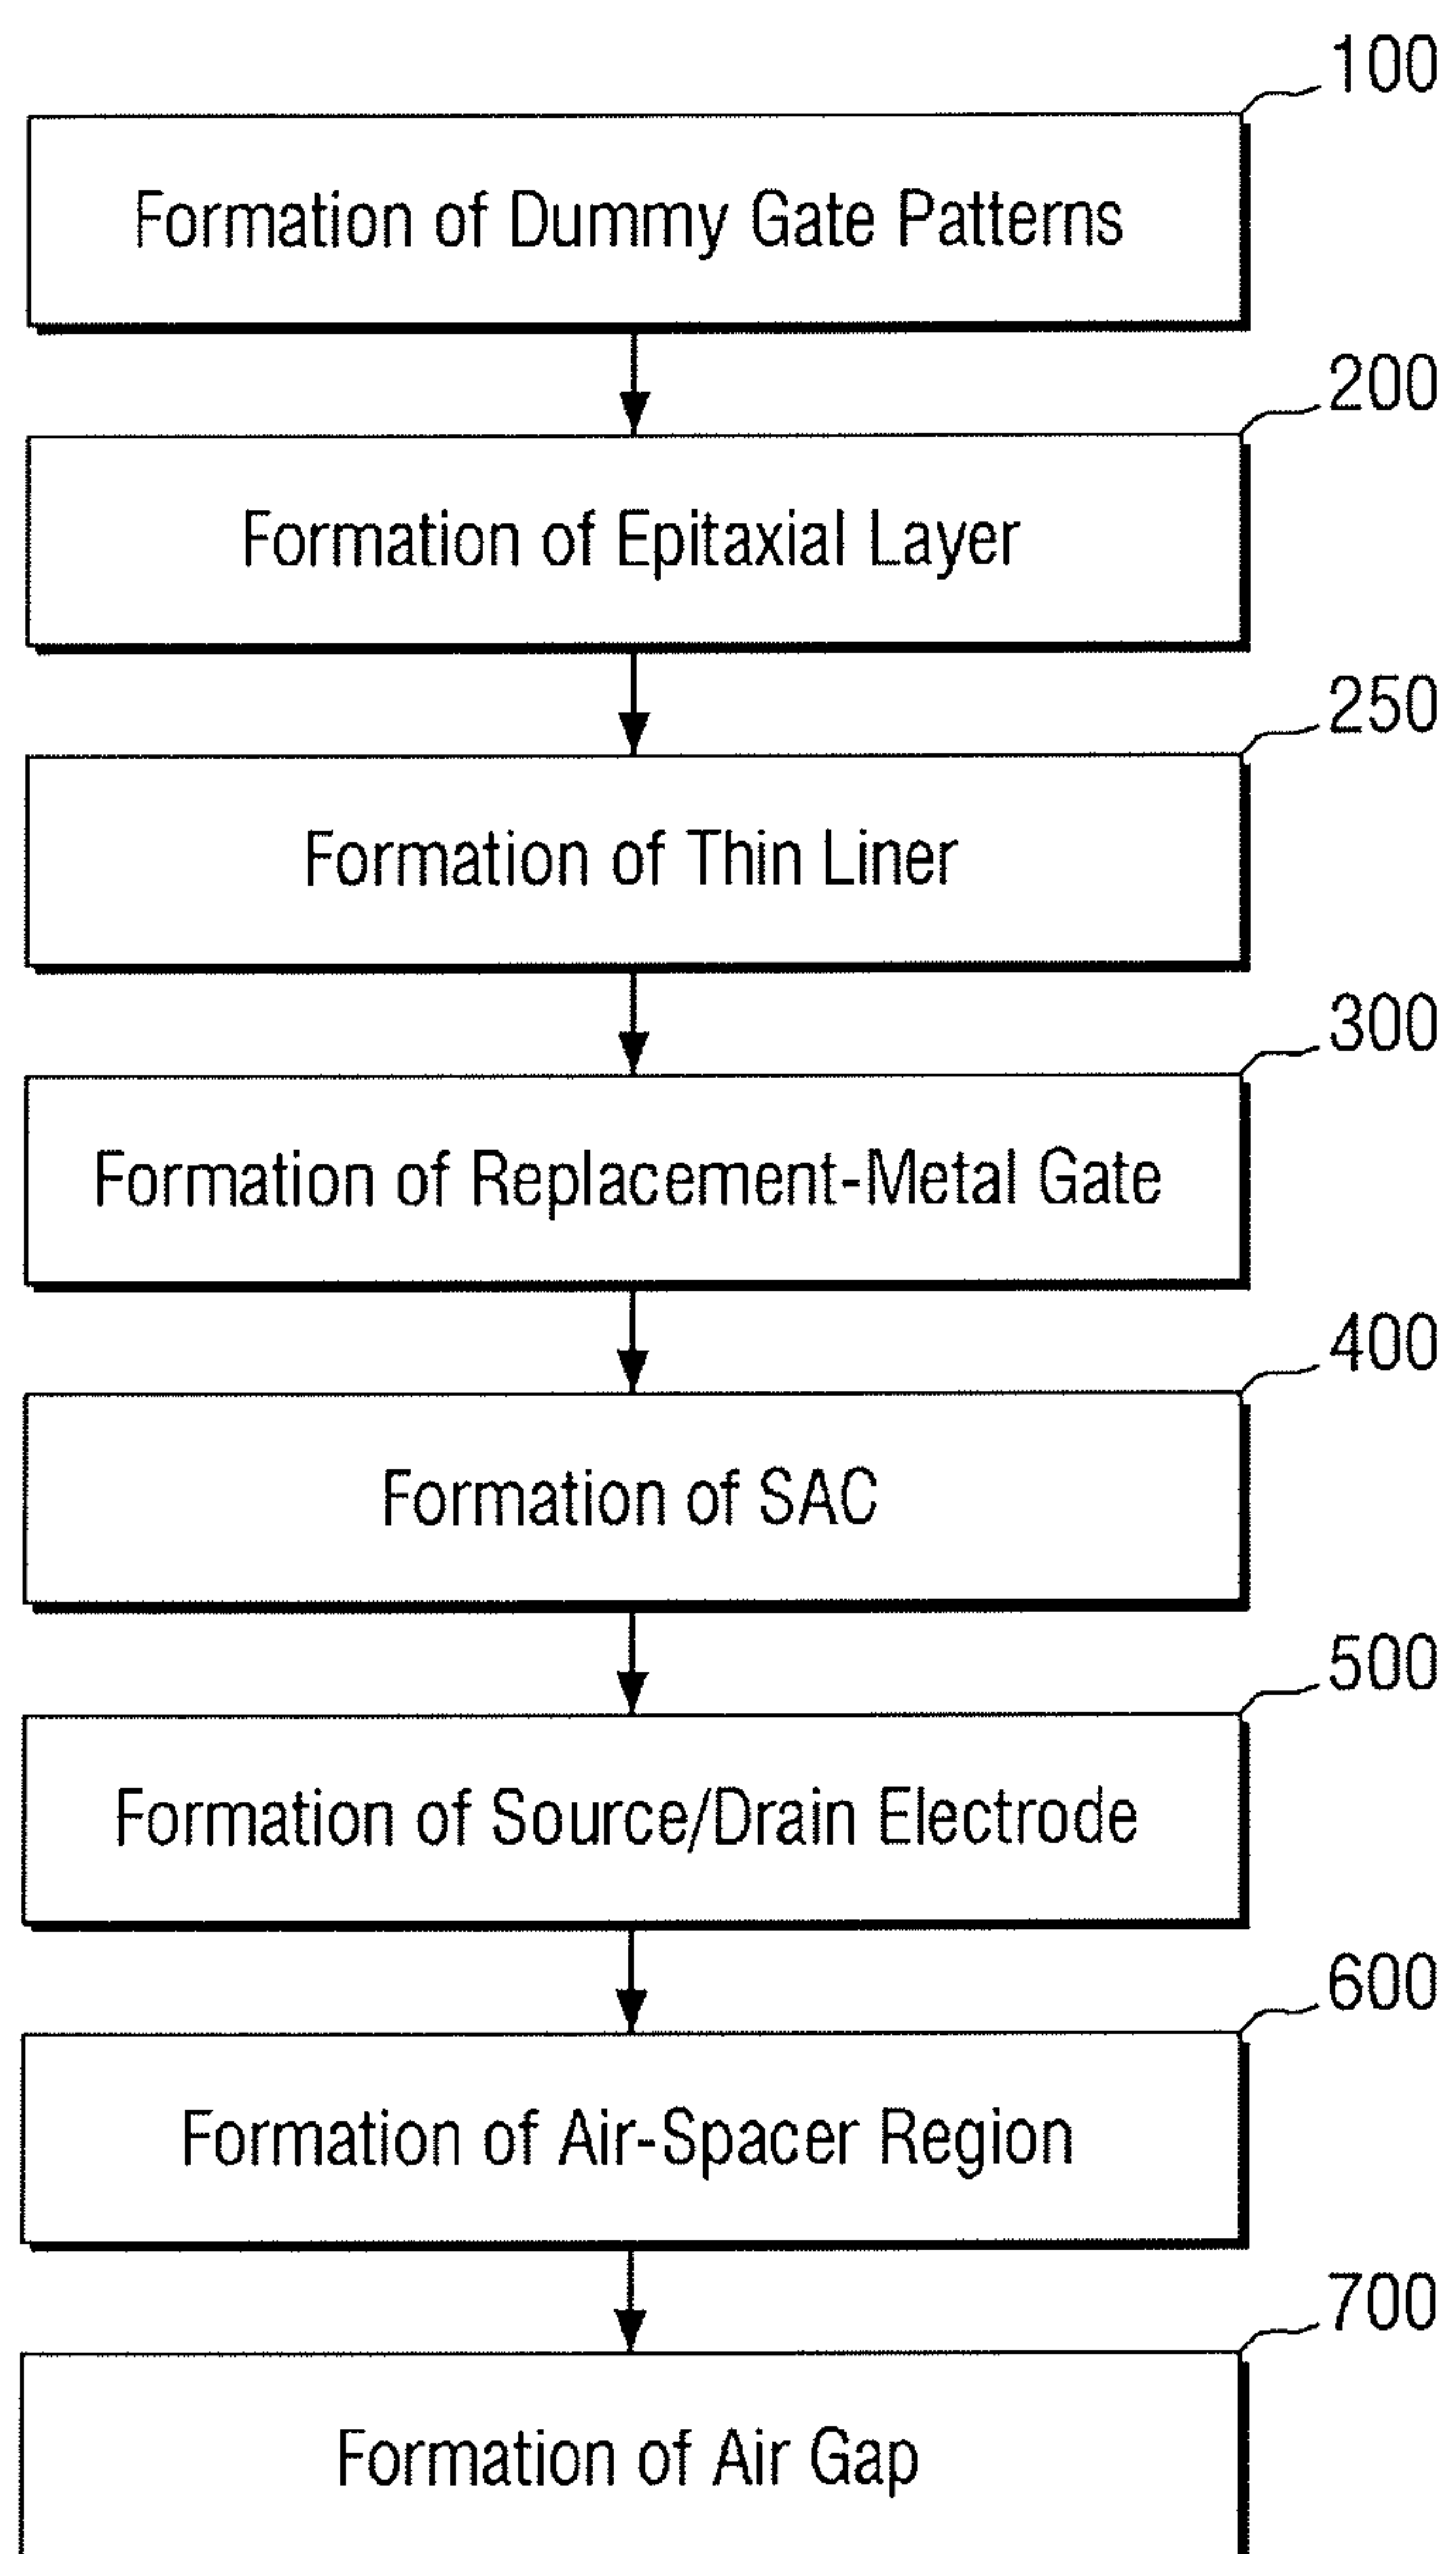 100
Formation of Dummy Gate Patterns
200
Formation of Epitaxial Layer
250
Formation of Thin Liner
300
Formation of Replacement-Metal Gate
400
Formation of SAC
500
Formation of Source/Drain Electrode
600
Formation of Air-Spacer Region
700
Formation of Air Gap